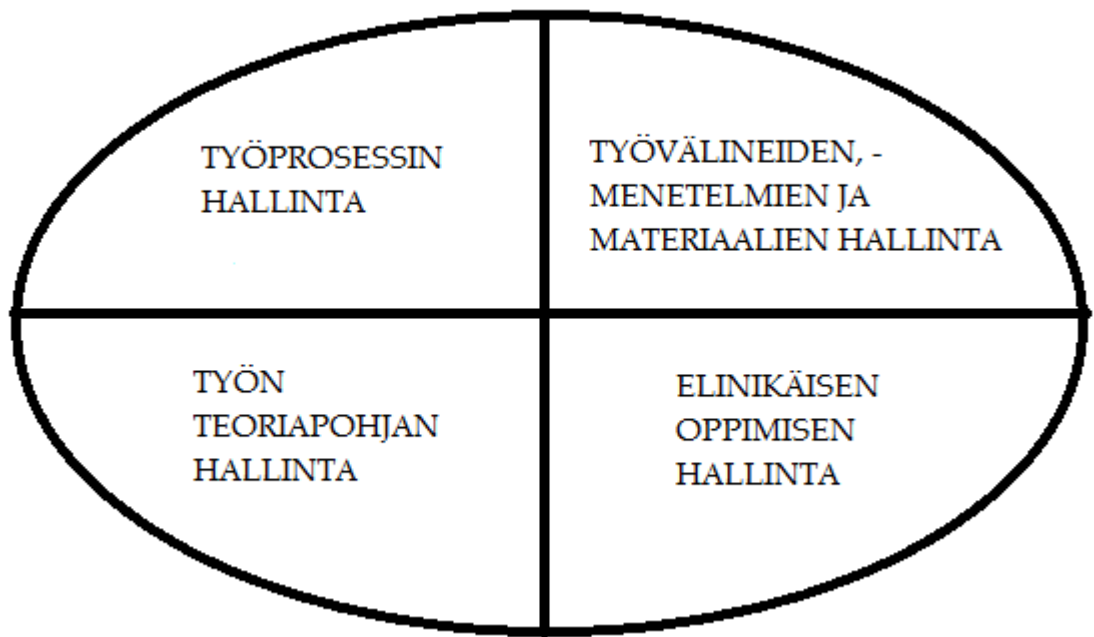 TYÖPROSESSIN
HALLINTA
TYÖVÄLINEIDEN, -
MENETELMIEN JA
MATERIAALIEN HALLINTA
TYÖN
TEORIAPOHJAN
HALLINTA
ELINIKÄISEN
OPPIMISEN
HALLINTA